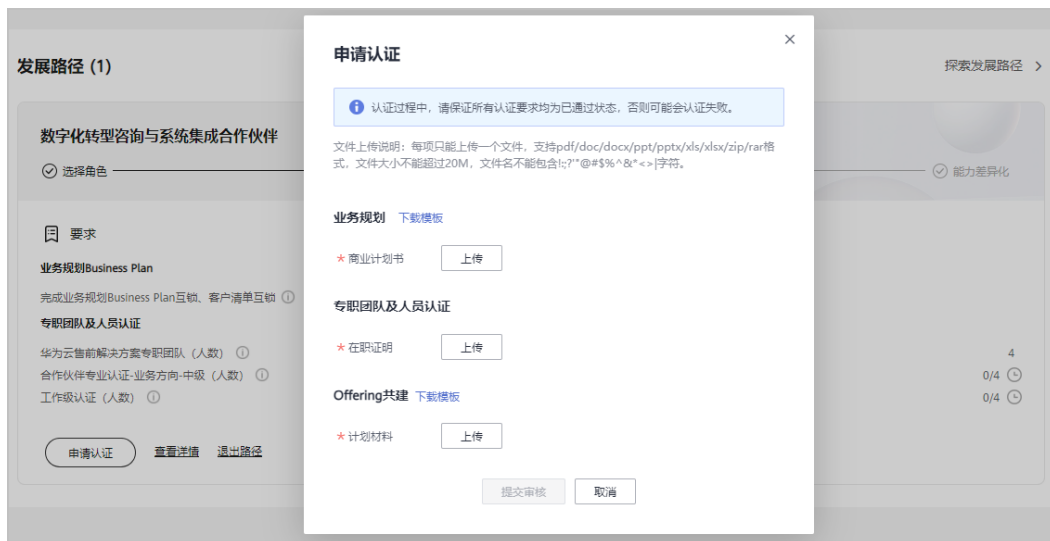 发展路径 (1)
探索发展路径
数字化转型咨询与系统集成合作伙伴
选择角色
能力差异化
要求
业务规划Business Plan
完成业务规划Business Plan互锁、客户清单互锁
专职团队及人员认证
华为云售前解决方案专职团队（人数）
4
合作伙伴专业认证-业务方向-中级（人数）
0/4
工作级认证（人数）
0/4
申请认证 查看详情 退出路径
申请认证
认证过程中，请保证所有认证要求均为已通过状态，否则可能会认证失败。
文件上传说明：每项只能上传一个文件，支持pdf/doc/docx/ppt/pptx/xls/xlsx/zip/rar格
式，文件大小不能超过20M，文件名不能包含!:;?'"@#$%^&*<>|字符。
业务规划 下载模板
* 商业计划书 上传
专职团队及人员认证
* 在职证明 上传
Offering共建 下载模板
* 计划材料 上传
提交审核 取消